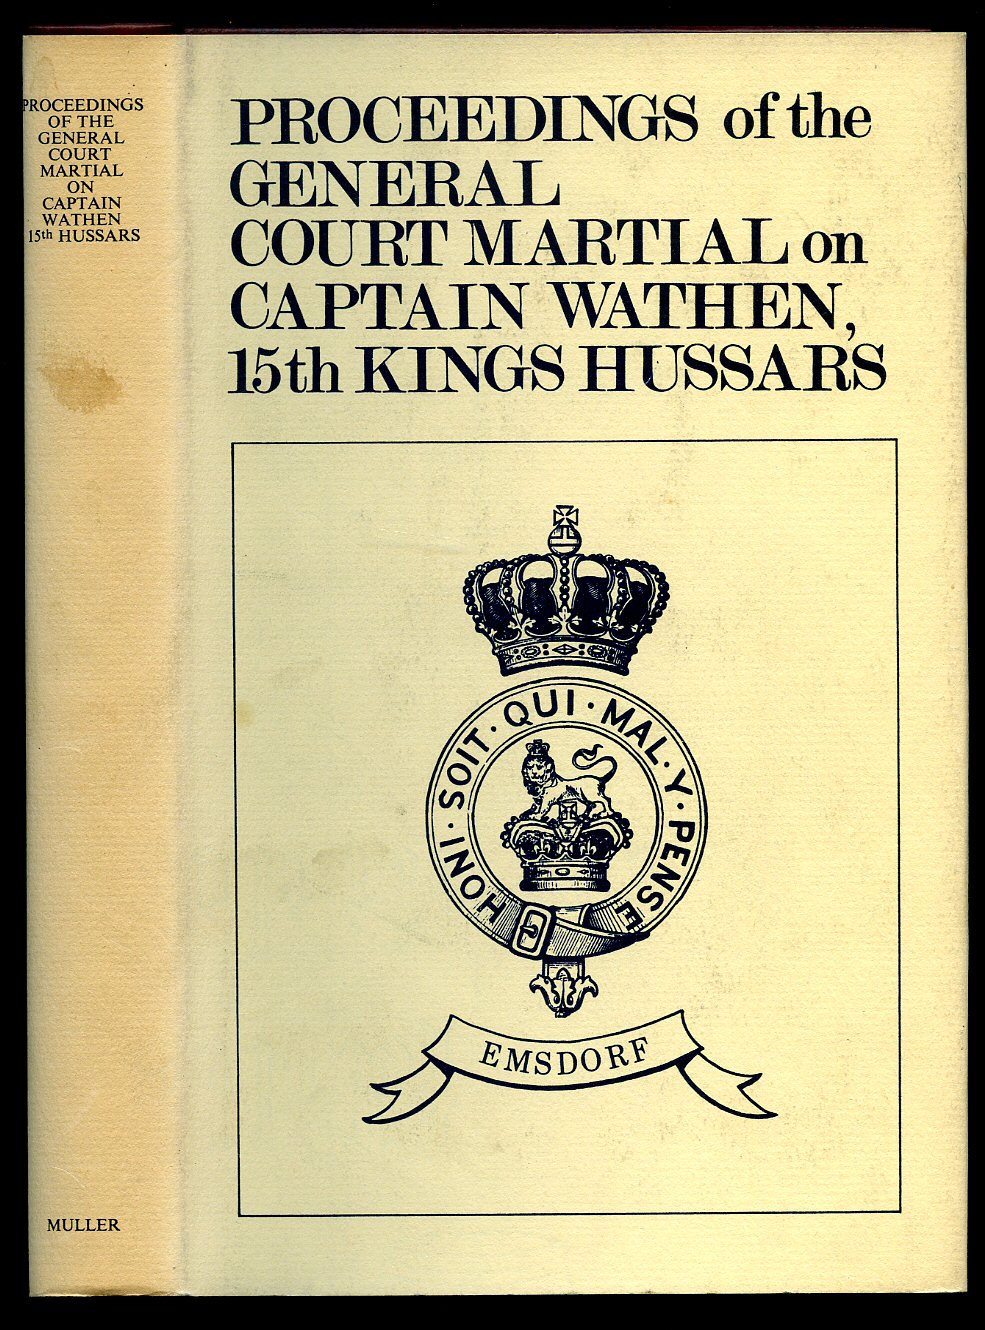 PROCEEDINGS
OF THE
GENERAL
COURT
MARTIAL
ON
CAPTAIN
WATHEN
15th HUSSARS
MULLER
PROCEEDINGS of the
GENERAL
COURT MARTIAL on
CAPTAIN WATHEN,
15th KINGS HUSSARS
HONI · SOIT · QUI · MAL · Y · PENSE
EMSDORF